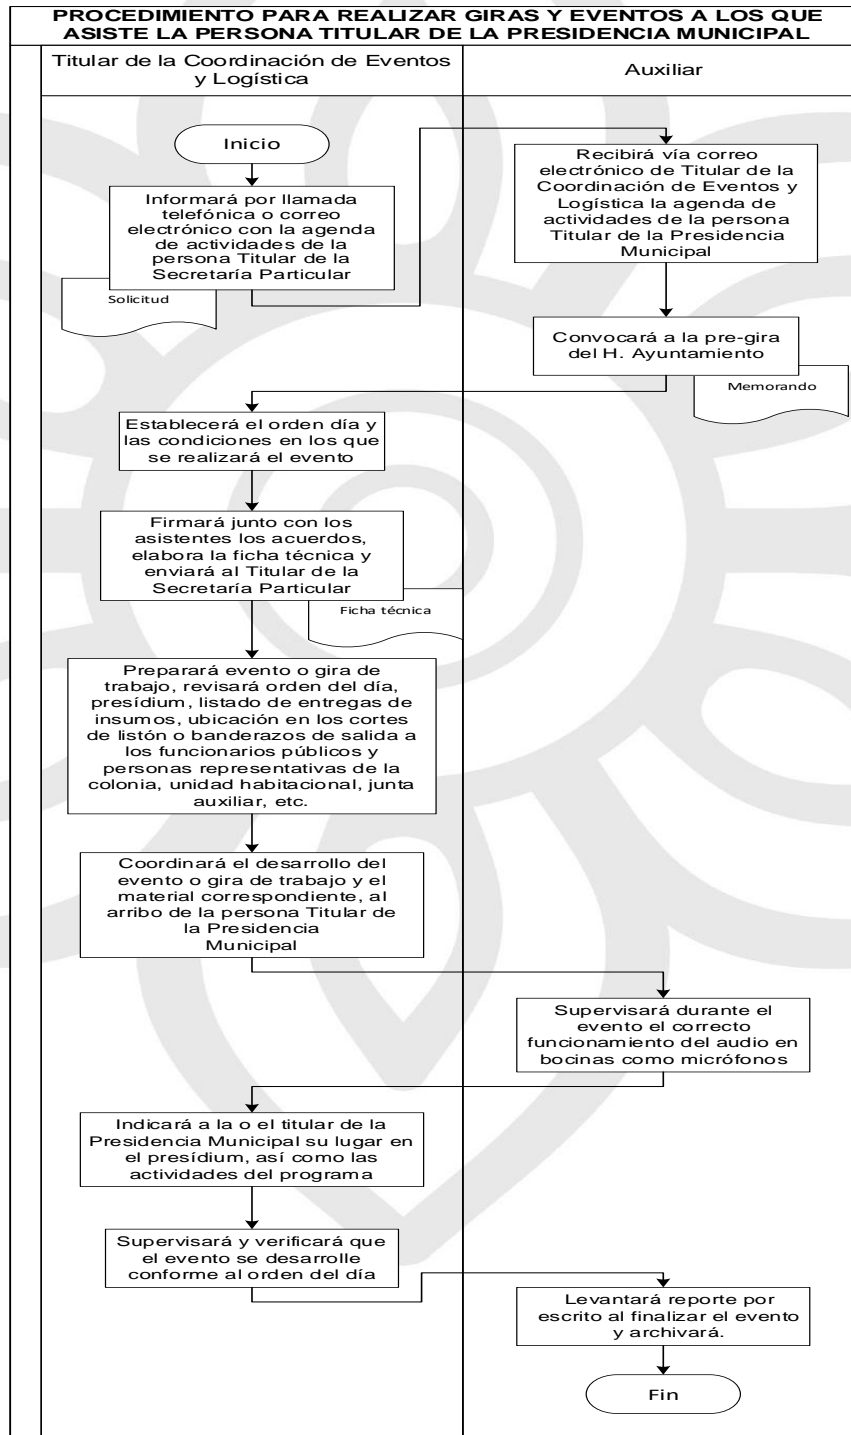 PROCEDIMIENTO PARA REALIZAR GIRAS Y EVENTOS A LOS QUE
ASISTE LA PERSONA TITULAR DE LA PRESIDENCIA MUNICIPAL
Titular de la Coordinación de Eventos
y Logística
Auxiliar
Inicio
Informará por llamada
telefónica o correo
electrónico con la agenda
de actividades de la
persona Titular de la
Secretaría Particular
Solicitud
Recibirá vía correo
electrónico de Titular de la
Coordinación de Eventos y
Logística la agenda de
actividades de la persona
Titular de la Presidencia
Municipal
Convocará a la pre-gira
del H. Ayuntamiento
Memorando
Establecerá el orden día y
las condiciones en los que
se realizará el evento
Firmará junto con los
asistentes los acuerdos,
elabora la ficha técnica y
enviará al Titular de la
Secretaría Particular
Ficha técnica
Preparará evento o gira de
trabajo, revisará orden del día,
presídium, listado de entregas de
insumos, ubicación en los cortes
de listón o banderazos de salida a
los funcionarios públicos y
personas representativas de la
colonia, unidad habitacional, junta
auxiliar, etc.
Coordinará el desarrollo del
evento o gira de trabajo y el
material correspondiente, al
arribo de la persona Titular de
la Presidencia
Municipal
Supervisará durante el
evento el correcto
funcionamiento del audio en
bocinas como micrófonos
Indicará a la o el titular de la
Presidencia Municipal su lugar en
el presídium, así como las
actividades del programa
Supervisará y verificará que
el evento se desarrolle
conforme al orden del día
Levantará reporte por
escrito al finalizar el evento
y archivará.
Fin